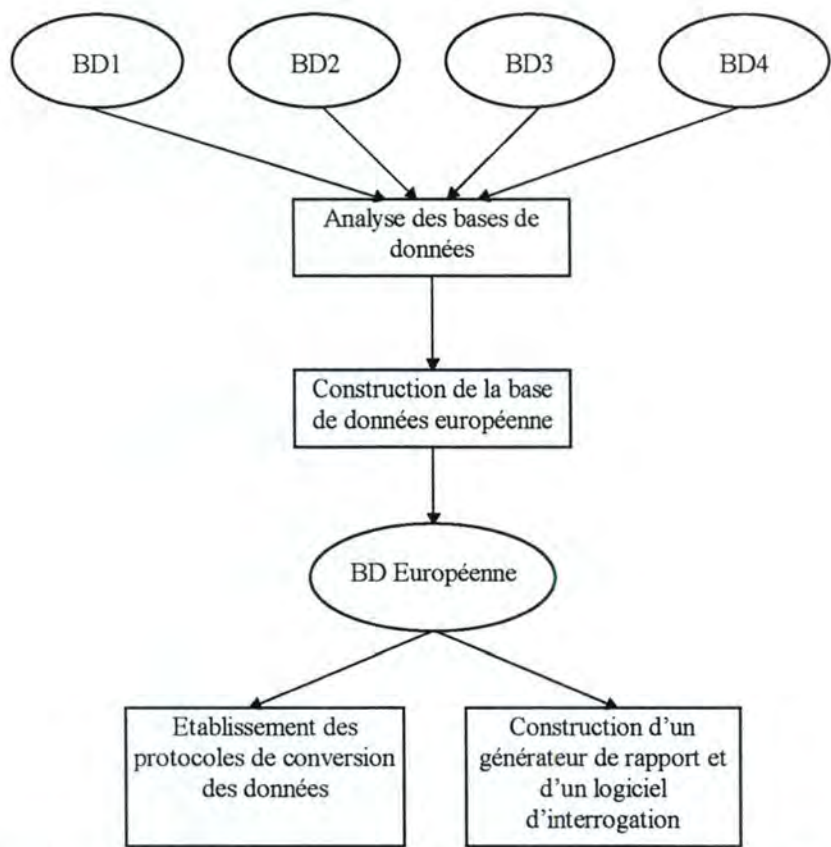 BD1
BD2
BD3
BD4
Analyse des bases de
données
Construction de la base
de données européenne
BD Européenne
Etablissement des
protocoles de conversion
des données
Construction d'un
générateur de rapport et
d'un logiciel
d'interrogation